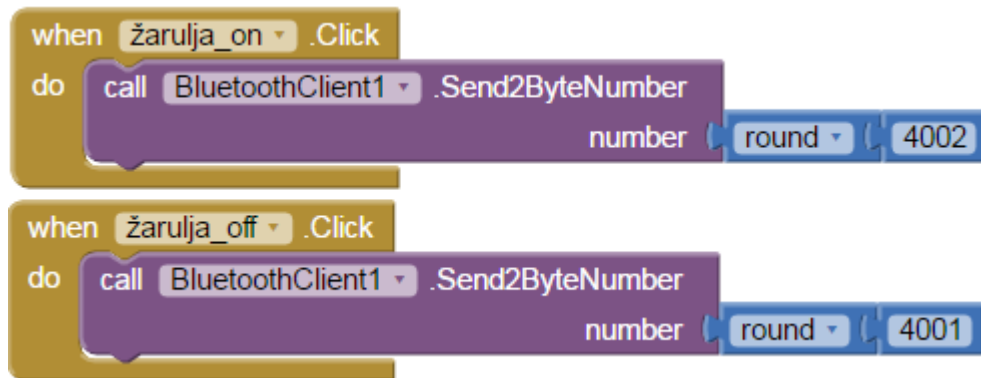 when žarulja_on .Click
do call BluetoothClient1 .Send2ByteNumber
number round 4002
when žarulja_off .Click
do call BluetoothClient1 .Send2ByteNumber
number round 4001